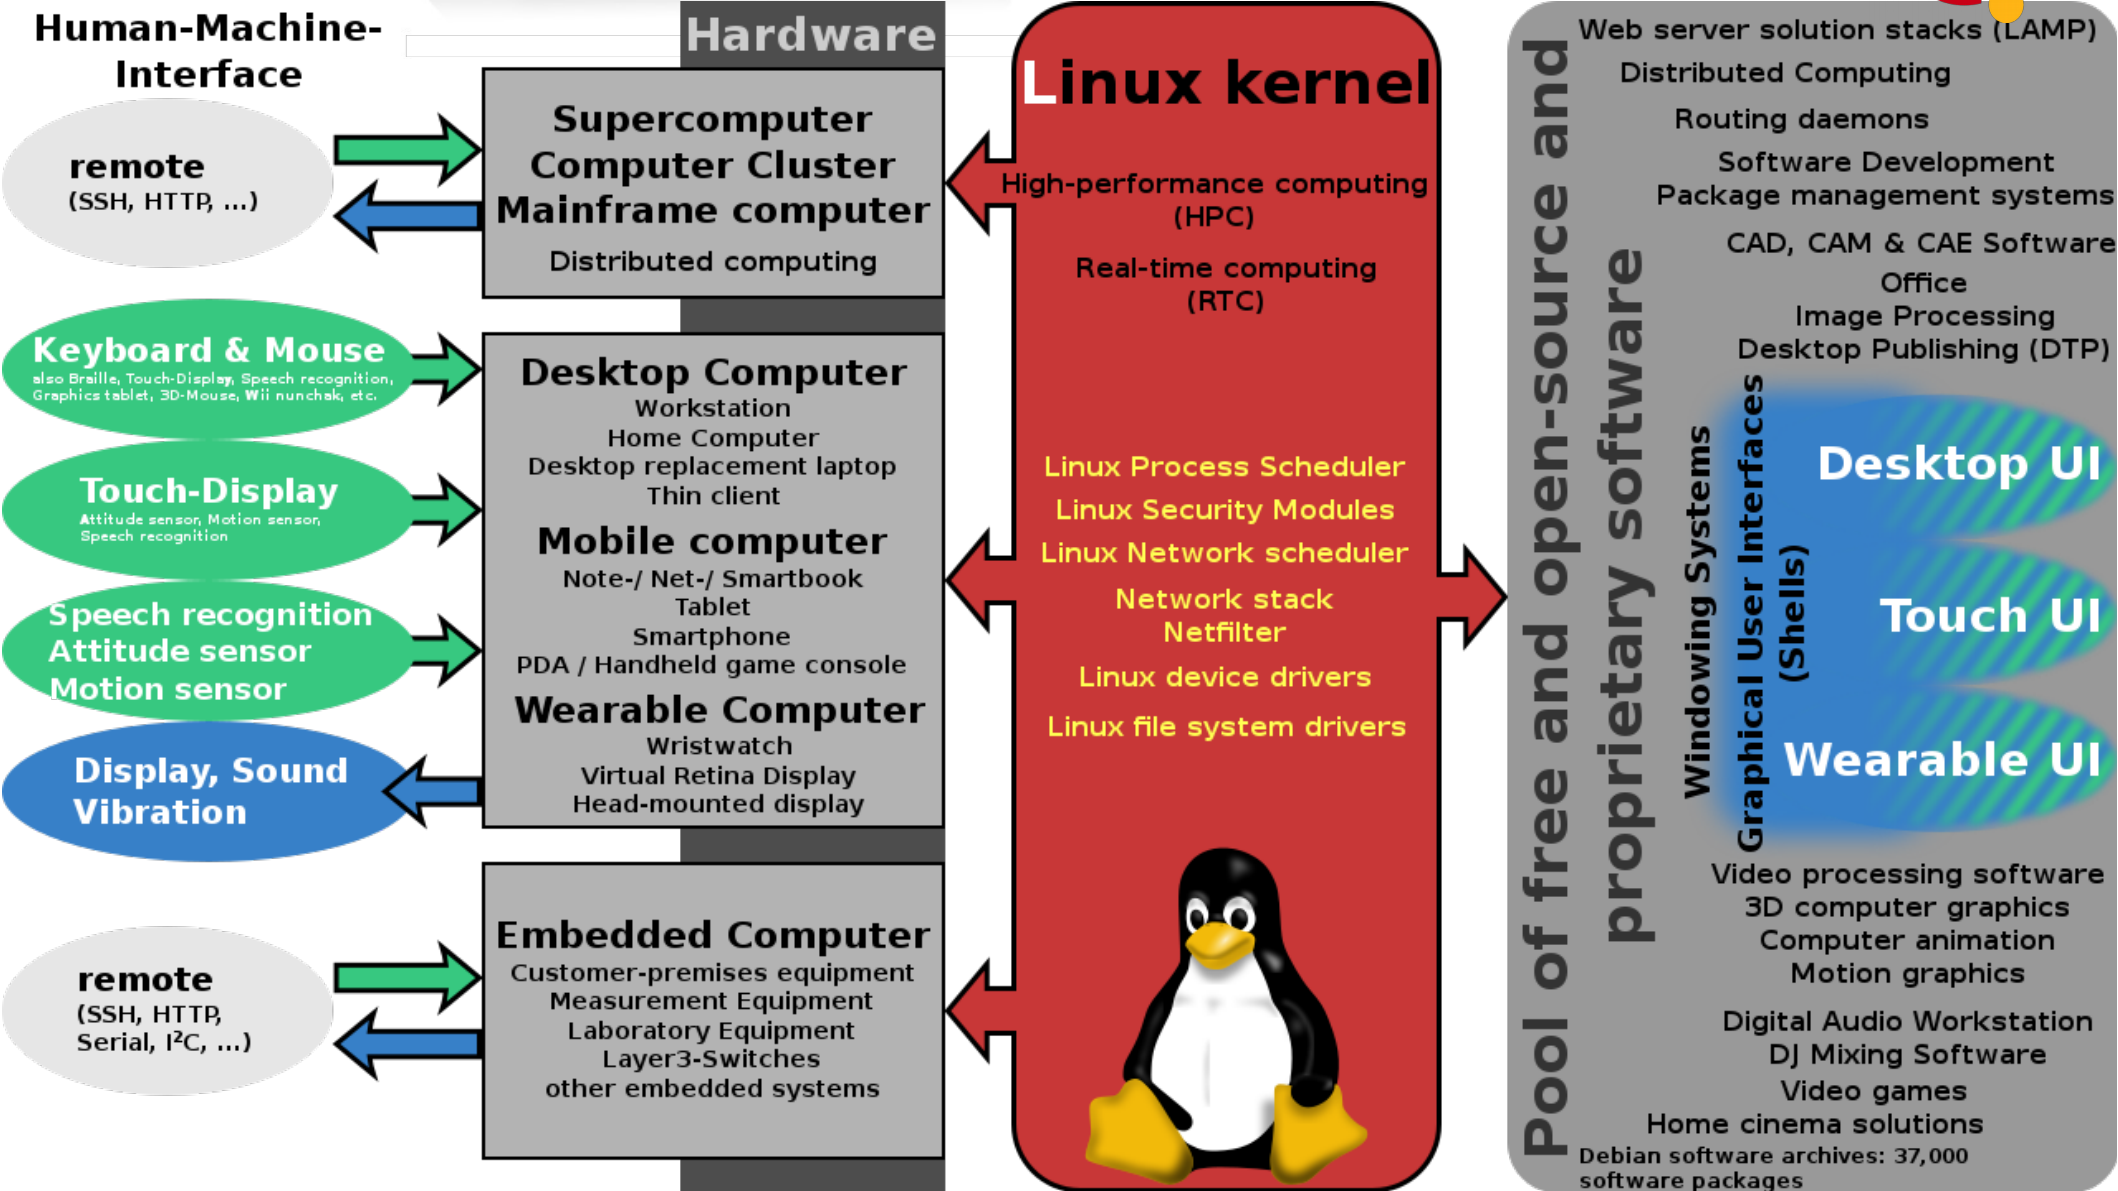 Human-Machine-
Interface
remote
(SSH, HTTP, ...)
Keyboard & Mouse
also Braille, Touch-Display, Speech recognition,
Graphics tablet, 3D-Mouse, Wii nunchak, etc.
Touch-Display
Attitude sensor, Motion sensor,
Speech recognition
Speech recognition
Attitude sensor
Motion sensor
Display, Sound
Vibration
remote
(SSH, HTTP,
Serial, I²C, ...)
Hardware
Supercomputer
Computer Cluster
Mainframe computer
Distributed computing
Desktop Computer
Workstation
Home Computer
Desktop replacement laptop
Thin client
Mobile computer
Note-/ Net-/ Smartbook
Tablet
Smartphone
PDA / Handheld game console
Wearable Computer
Wristwatch
Virtual Retina Display
Head-mounted display
Embedded Computer
Customer-premises equipment
Measurement Equipment
Laboratory Equipment
Layer3-Switches
other embedded systems
Linux kernel
High-performance computing
(HPC)
Real-time computing
(RTC)
Linux Process Scheduler
Linux Security Modules
Linux Network scheduler
Network stack
Netfilter
Linux device drivers
Linux file system drivers
Pool of free and open-source and
proprietary software
Web server solution stacks (LAMP)
Distributed Computing
Routing daemons
Software Development
Package management systems
CAD, CAM & CAE Software
Office
Image Processing
Desktop Publishing (DTP)
Windowing Systems
Graphical User Interfaces
(Shells)
Desktop UI
Touch UI
Wearable UI
Video processing software
3D computer graphics
Computer animation
Motion graphics
Digital Audio Workstation
DJ Mixing Software
Video games
Home cinema solutions
Debian software archives: 37,000
software packages